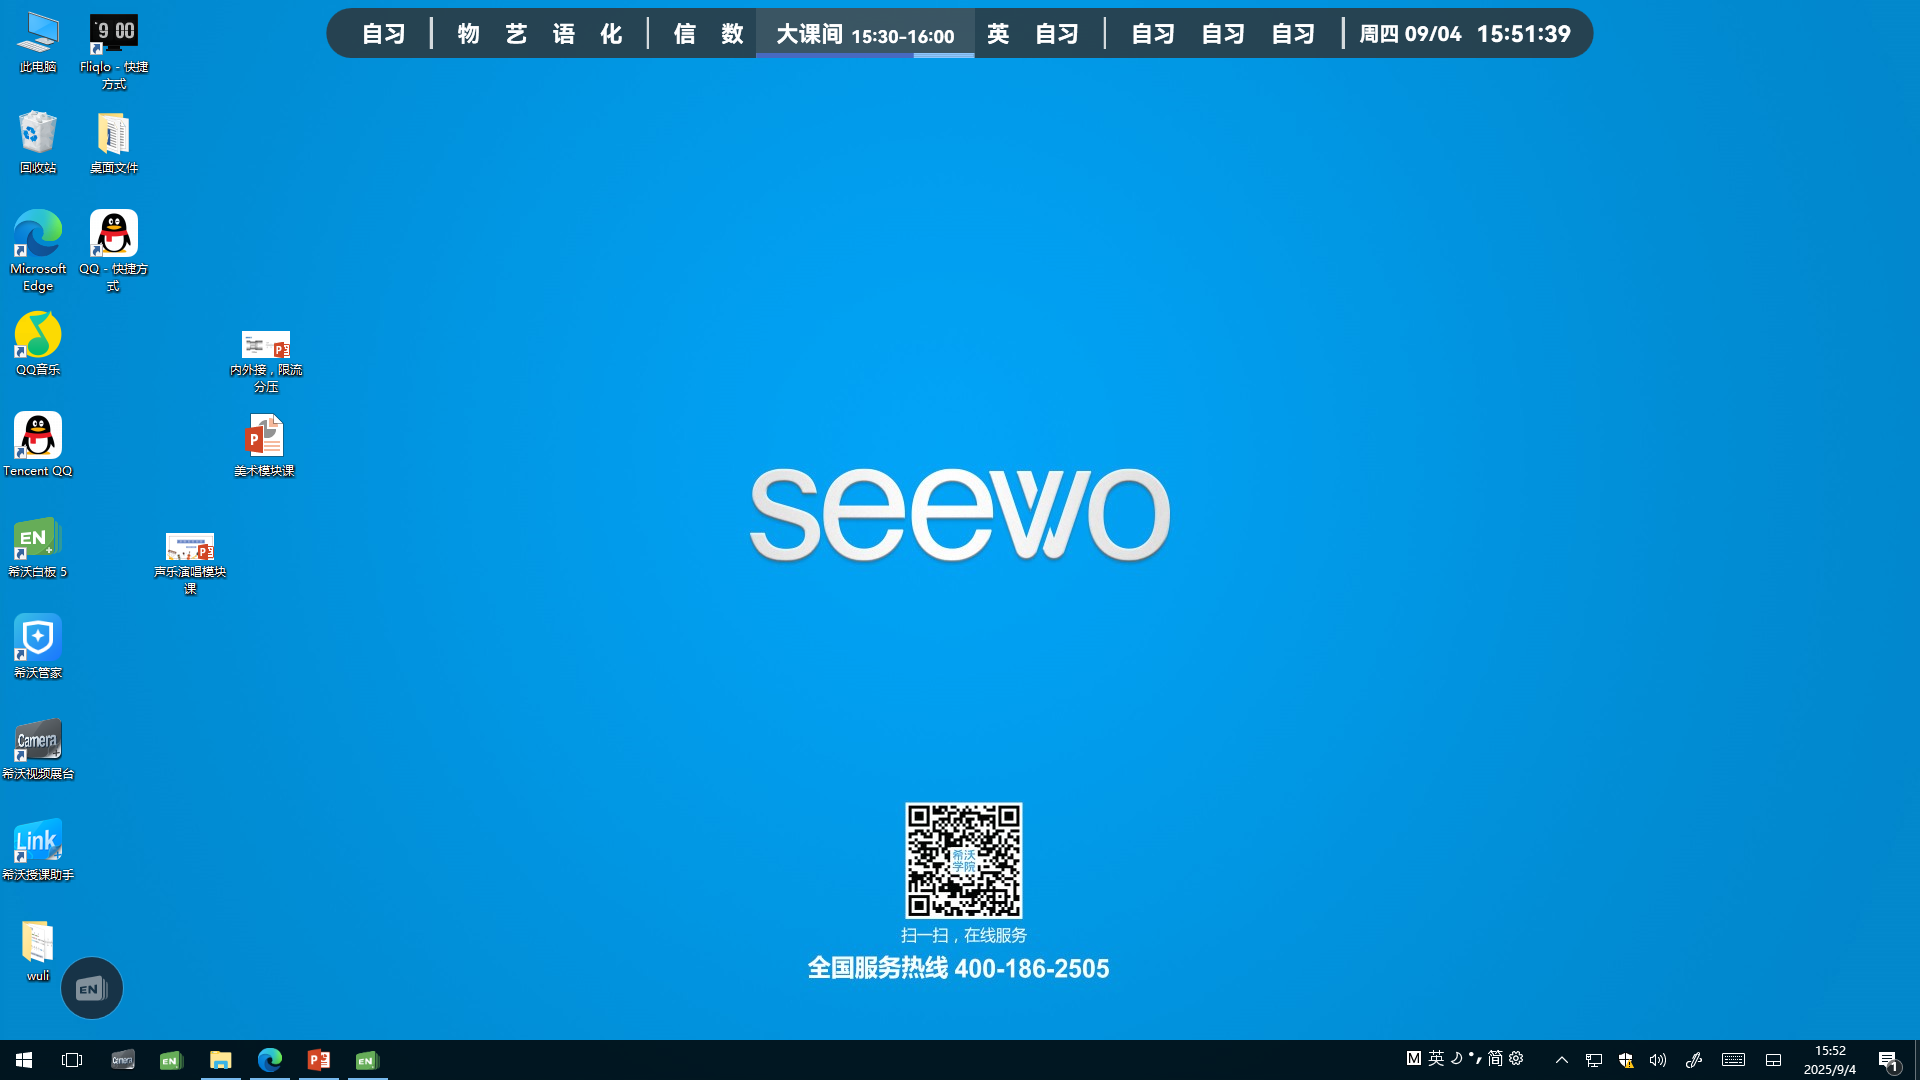 自习 物 艺 语 化 信 数 大课间 15:30-16:00 英 自习 自习 自习 自习 周四 09/04 15:51:39
此电脑
Fliqlo - 快捷
方式
回收站
桌面文件
Microsoft
Edge
QQ - 快捷方
式
QQ音乐
内外接，限流
分压
Tencent QQ
美术模块课
EN
希沃白板 5
声乐演唱模块
课
希沃管家
Camera
希沃视频展台
Link
希沃授课助手
wuli
EN
seewo
希沃
学院
扫一扫，在线服务
全国服务热线 400-186-2505
Camera
EN
EN
M 英 简
15:52
2025/9/4
1
9 00